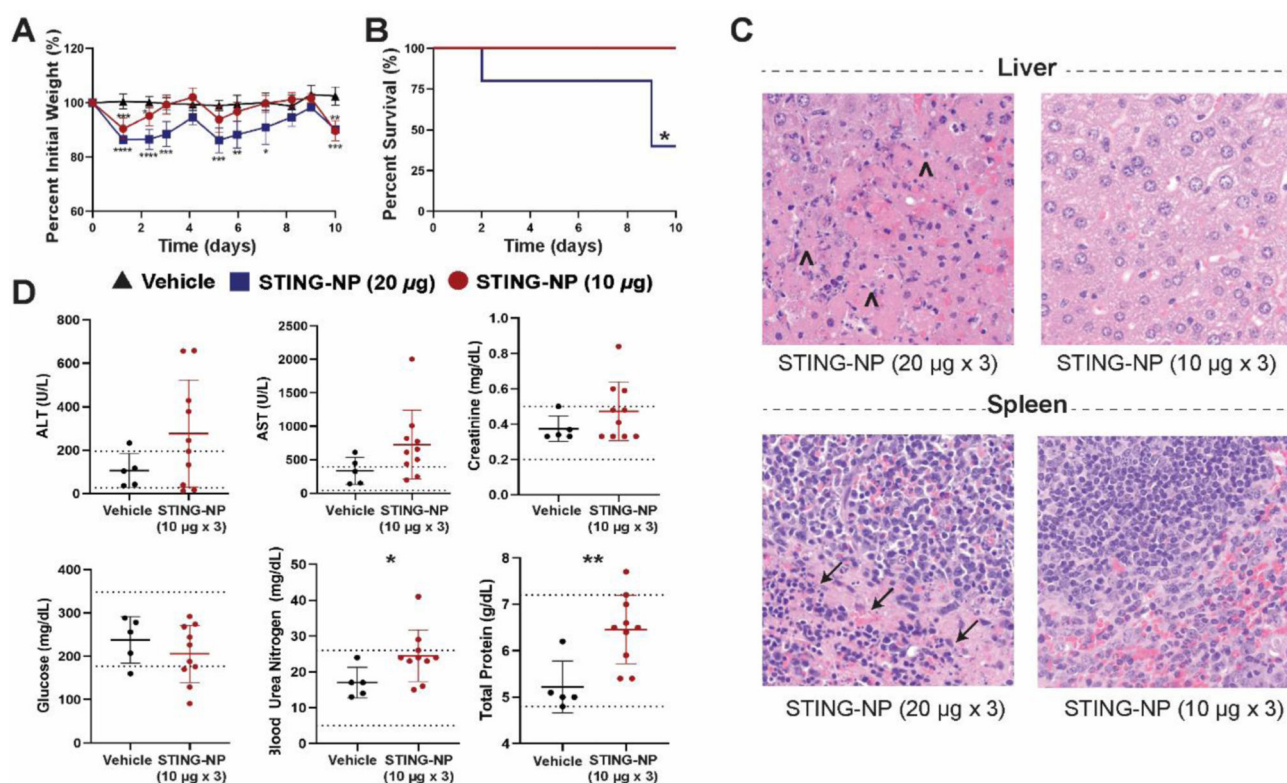 A
Percent Initial Weight (%)
120
100
80
60
0
2
4
6
8
10
***
****
*
****
***
***
**
*
**
***
Time (days)
B
Percent Survival (%)
100
75
50
25
0
0
2
4
6
8
10
*
Time (days)
Vehicle
STING-NP (20 µg)
STING-NP (10 µg)
C
Liver
^
^
^
STING-NP (20 µg x 3)
STING-NP (10 µg x 3)
Spleen
STING-NP (20 µg x 3)
STING-NP (10 µg x 3)
D
ALT (U/L)
800
600
400
200
0
Vehicle
STING-NP
(10 µg x 3)
AST (U/L)
2500
2000
1500
1000
500
0
Vehicle
STING-NP
(10 µg x 3)
Creatinine (mg/dL)
1.0
0.8
0.6
0.4
0.2
0.0
Vehicle
STING-NP
(10 µg x 3)
Glucose (mg/dL)
400
300
200
100
0
Vehicle
STING-NP
(10 µg x 3)
Blood Urea Nitrogen (mg/dL)
50
40
30
20
10
0
*
Vehicle
STING-NP
(10 µg x 3)
Total Protein (g/dL)
8
7
6
5
4
**
Vehicle
STING-NP
(10 µg x 3)